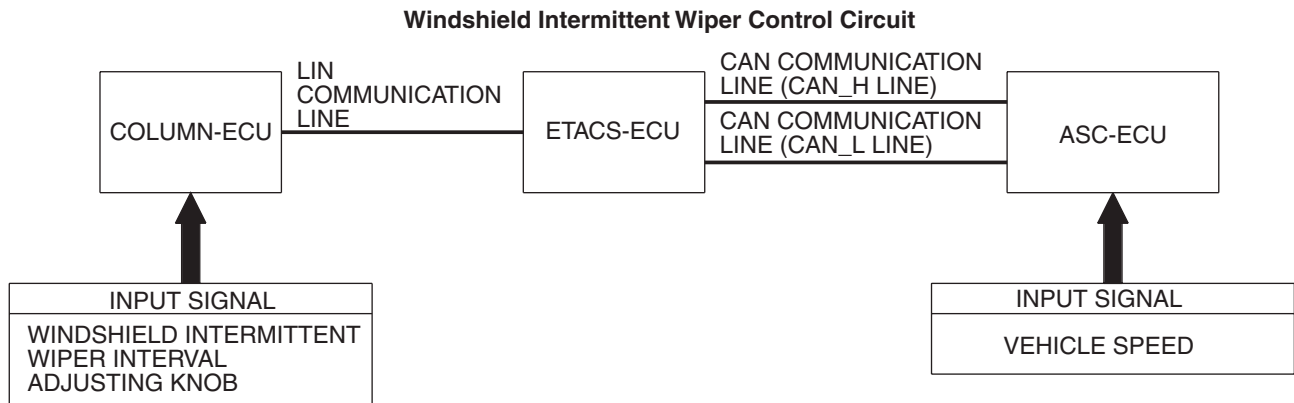 Windshield Intermittent Wiper Control Circuit
LIN
COMMUNICATION
LINE
CAN COMMUNICATION
LINE (CAN_H LINE)
CAN COMMUNICATION
LINE (CAN_L LINE)
COLUMN-ECU
ETACS-ECU
ASC-ECU
INPUT SIGNAL
WINDSHIELD INTERMITTENT
WIPER INTERVAL
ADJUSTING KNOB
INPUT SIGNAL
VEHICLE SPEED